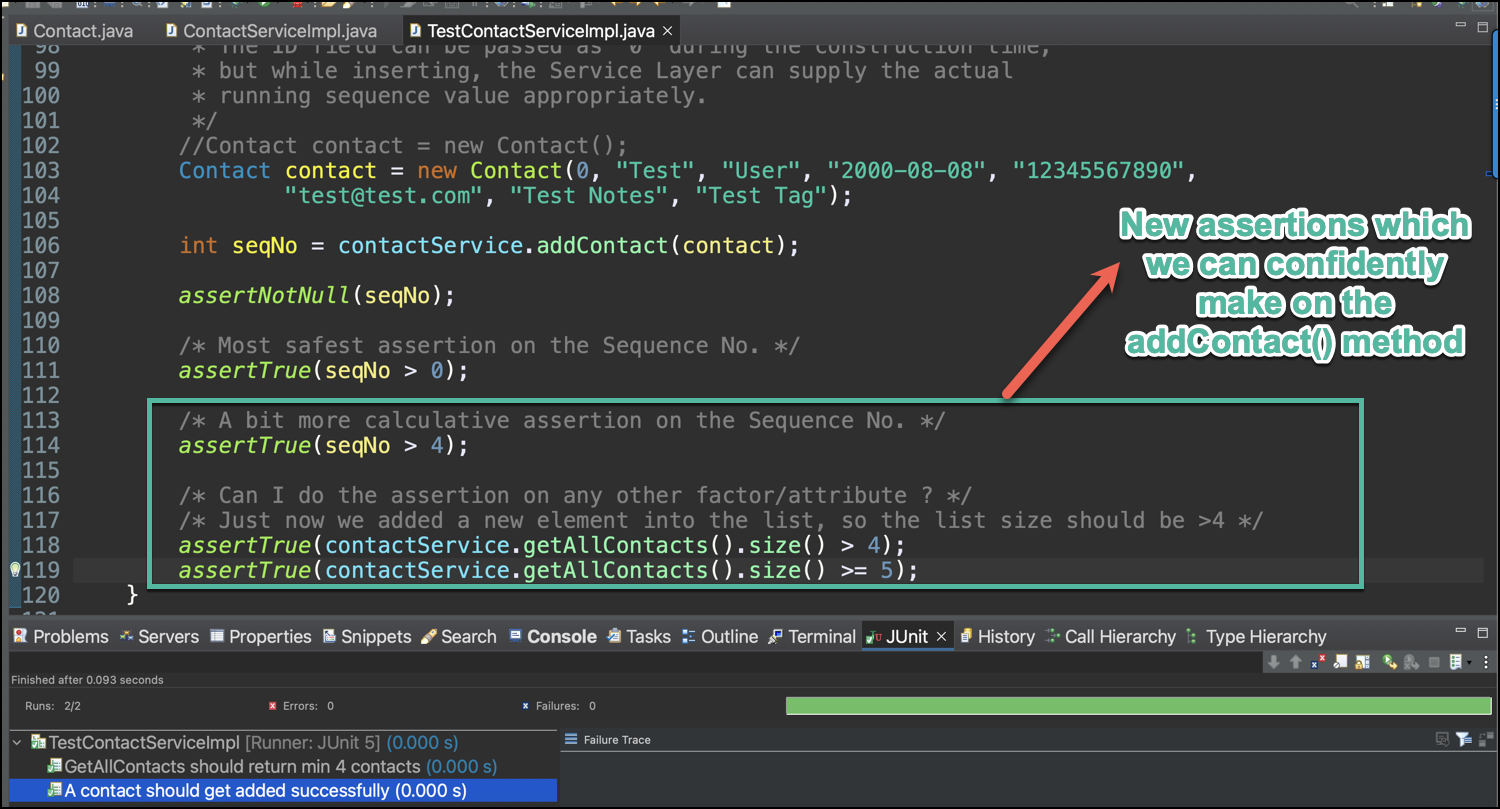 Contact.java ContactServiceImpl.java TestContactServiceImpl.java
98 * The ID field can be passed as "0" during the construction time,
99 * but while inserting, the Service Layer can supply the actual
100 * running sequence value appropriately.
101 */
102 //Contact contact = new Contact();
103 Contact contact = new Contact(0, "Test", "User", "2000-08-08", "12345567890",
104 "test@test.com", "Test Notes", "Test Tag");
105
106 int seqNo = contactService.addContact(contact);
107
108 assertNotNull(seqNo);
109
110 /* Most safest assertion on the Sequence No. */
111 assertTrue(seqNo > 0);
112
113 /* A bit more calculative assertion on the Sequence No. */
114 assertTrue(seqNo > 4);
115
116 /* Can I do the assertion on any other factor/attribute ? */
117 /* Just now we added a new element into the list, so the list size should be >4 */
118 assertTrue(contactService.getAllContacts().size() > 4);
119 assertTrue(contactService.getAllContacts().size() >= 5);
120 }
New assertions which
we can confidently
make on the
addContact() method
Problems Servers Properties Snippets Search Console Tasks Outline Terminal JUnit History Call Hierarchy Type Hierarchy
Finished after 0.093 seconds
Runs: 2/2 Errors: 0 Failures: 0
TestContactServiceImpl [Runner: JUnit 5] (0.000 s)
GetAllContacts should return min 4 contacts (0.000 s)
A contact should get added successfully (0.000 s)
Failure Trace